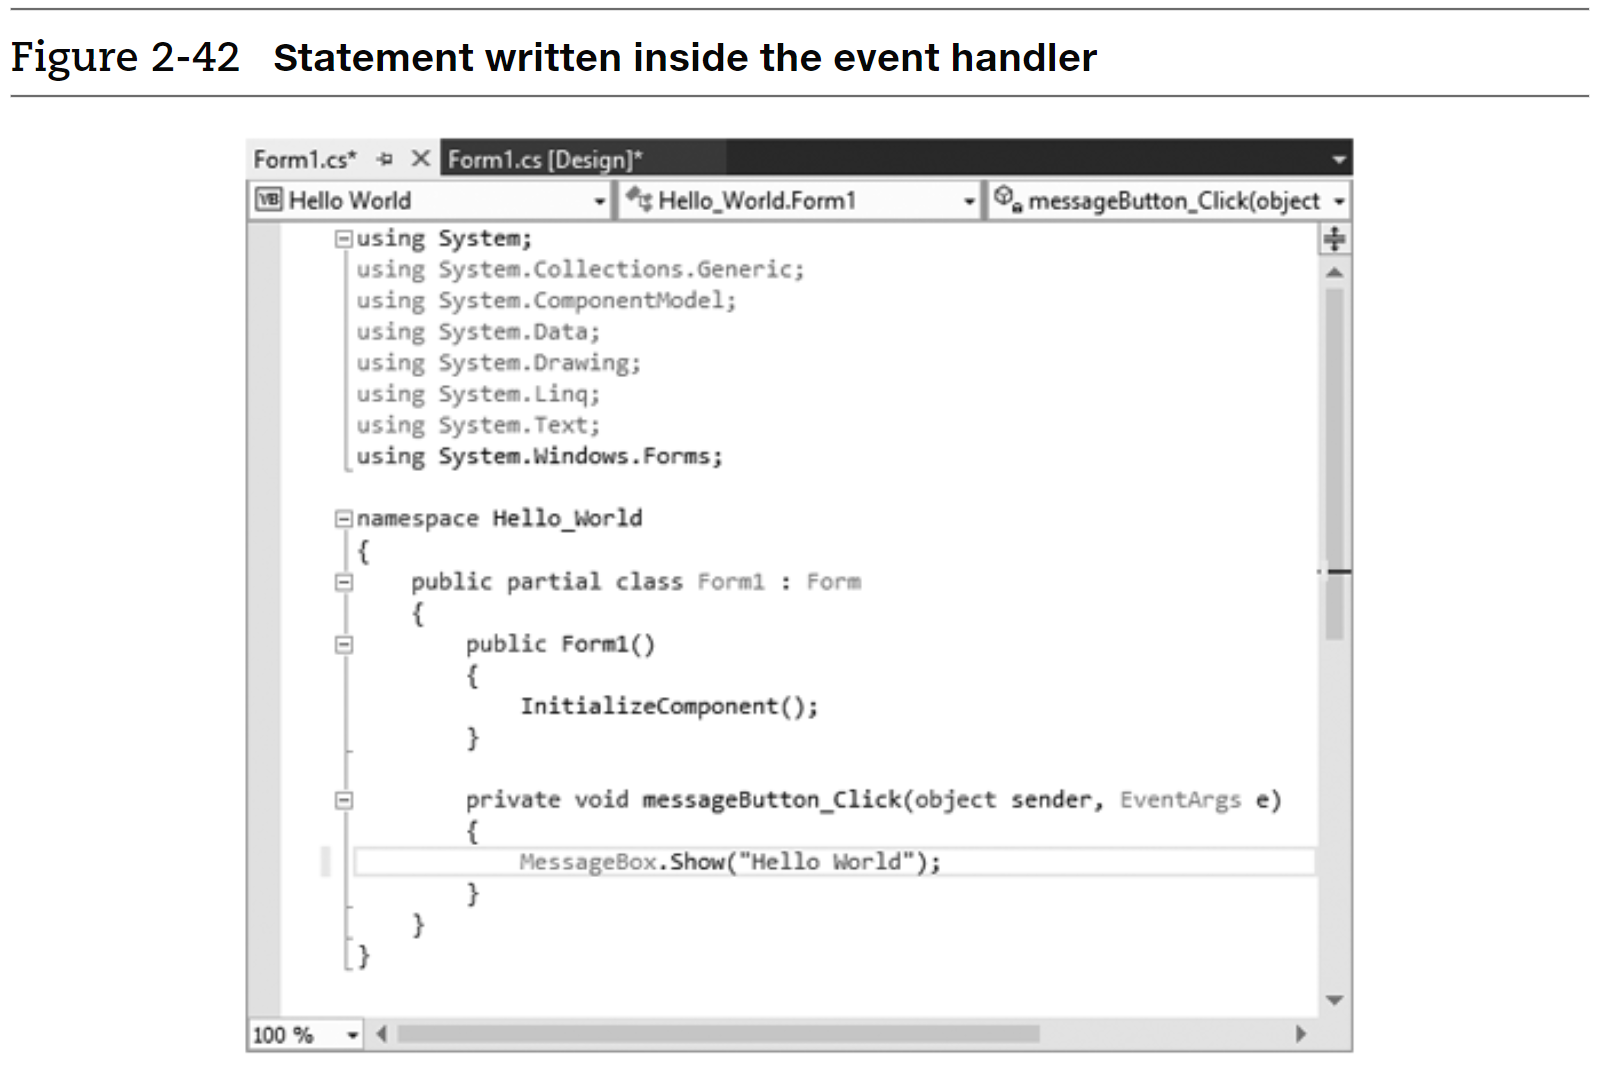 Figure 2-42 Statement written inside the event handler
Form1.cs* Form1.cs [Design]*
VB Hello World Hello_World.Form1 messageButton_Click(object
using System;
using System.Collections.Generic;
using System.ComponentModel;
using System.Data;
using System.Drawing;
using System.Linq;
using System.Text;
using System.Windows.Forms;
namespace Hello_World
{
public partial class Form1 : Form
{
public Form1()
{
InitializeComponent();
}
private void messageButton_Click(object sender, EventArgs e)
{
MessageBox.Show("Hello World");
}
}
}
100 %